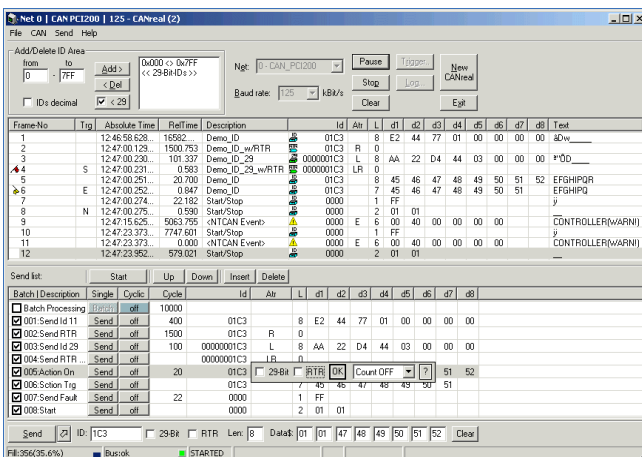 Net 0 | CAN PCI200 | 125 - CANreal (2)
File CAN Send Help
Add/Delete ID Area
from to
0 - 7FF
Add >
< Del
IDs decimal
< 29
0x000 <> 0x7FF
<< 29-Bit-IDs >>
Net: 0 - CAN_PCI200
Baud rate: 125 kBit/s
Pause Trigger...
Stop Log...
Clear
New CANreal
Exit
Frame-No Trg Absolute Time RelTime Description Id Atr L d1 d2 d3 d4 d5 d6 d7 d8 Text
1 12:46:58.628... 16582.... Demo_ID 01C3 8 E2 44 77 01 00 00 00 00 âDw_____
2 12:47:00.129... 1500.753 Demo_ID_w/RTR 01C3 R 0
3 12:47:00.230... 101.337 Demo_ID_29 00000001C3 L 8 AA 22 D4 44 03 00 00 00 ª"ÔD____
4 S 12:47:00.231... 0.583 Demo_ID_29_w/RTR 00000001C3 LR 0
5 12:47:00.251... 20.700 Demo_ID 01C3 8 45 46 47 48 49 50 51 52 EFGHIPQR
6 E 12:47:00.252... 0.847 Demo_ID 01C3 7 45 46 47 48 49 50 51 EFGHIPQ
7 12:47:00.274... 22.182 Start/Stop 0000 1 FF ÿ
8 N 12:47:00.275... 0.590 Start/Stop 0000 2 01 01 __
9 12:47:15.625... 5063.755 <NTCAN Event> 0000 E 6 00 40 00 00 00 00 CONTROLLER(WARN!)
10 12:47:23.373... 7747.601 Start/Stop 0000 1 FF ÿ
11 12:47:23.373... 0.000 <NTCAN Event> 0000 E 6 00 40 00 00 00 00 CONTROLLER(WARN!)
12 12:47:23.952... 579.021 Start/Stop 0000 2 01 01 __
Send list: Start Up Down Insert Delete
Batch | Description Single Cyclic Cycle Id Atr L d1 d2 d3 d4 d5 d6 d7 d8
Batch Processing Batch off 10000
001:Send Id 11 Send off 400 01C3 8 E2 44 77 01 00 00 00 00
002:Send RTR Send off 1500 01C3 R 0
003:Send Id 29 Send off 100 00000001C3 L 8 AA 22 D4 44 03 00 00 00
004:Send RTR ... Send off 00000001C3 LR 0
005:Action On Send off 20 01C3 29-Bit RTR OK Count OFF ? 51 52
006:Sction Trg Send off 01C3 7 45 46 47 48 49 50 51
007:Send Fault Send off 22 0000 1 FF
008:Start Send off 0000 2 01 01
Send ID: 1C3 29-Bit RTR Len: 8 Data$: 01 01 47 48 49 50 51 52 Clear
Fill:356(35.6%) Bus:ok STARTED